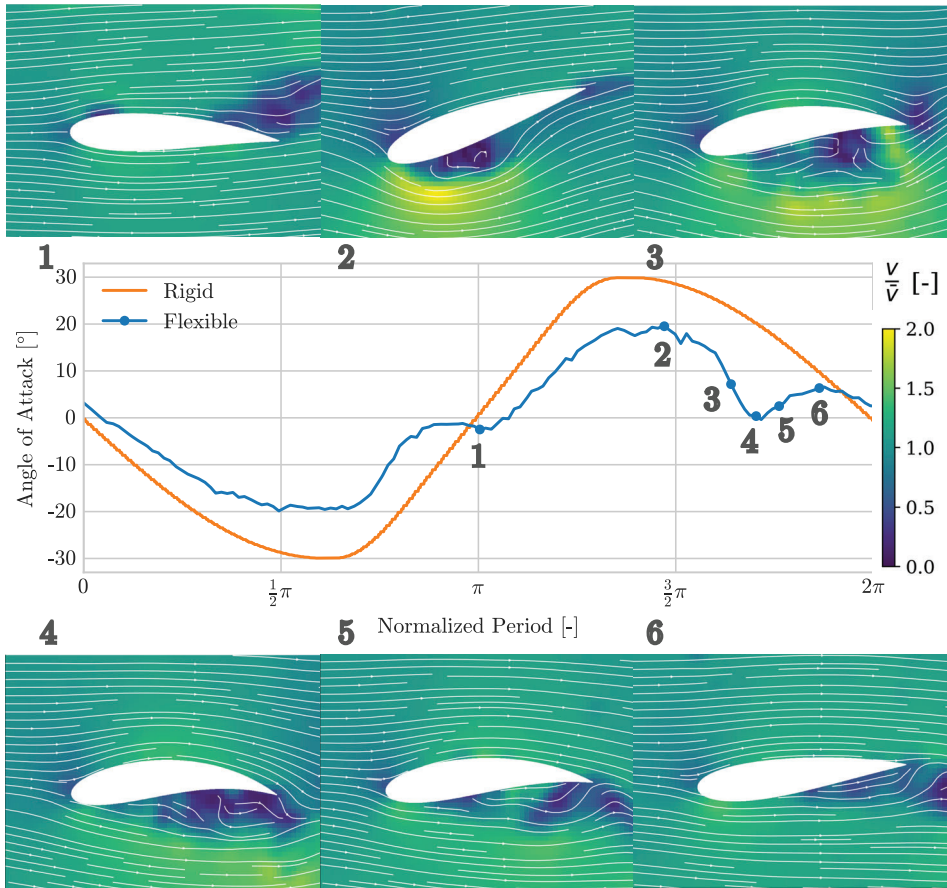 1 2 3
v/v̄ [-]
30
20
10
0
-10
-20
-30
Angle of Attack [°]
Rigid
Flexible
1
2
3
4
5
6
2.0
1.5
1.0
0.5
0.0
0 ½π π 3/2π 2π
Normalized Period [-]
4 5 6